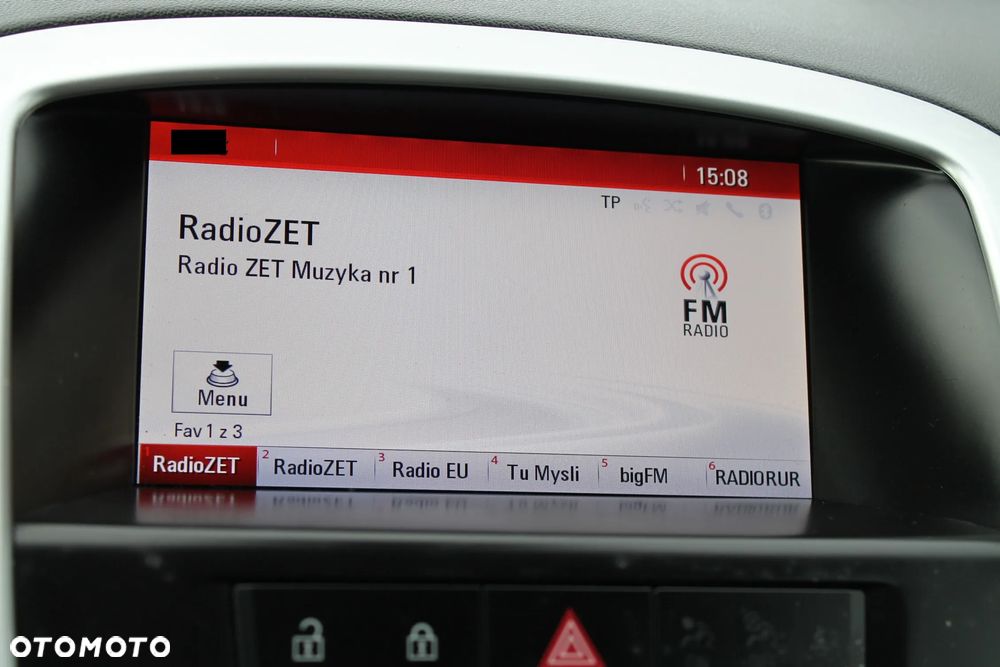 15:08
TP
RadioZET
Radio ZET Muzyka nr 1
FM
RADIO
Menu
Fav 1 z 3
1 RadioZET 2 RadioZET 3 Radio EU 4 Tu Mysli 5 bigFM 6 RADIORUR
OTOMOTO